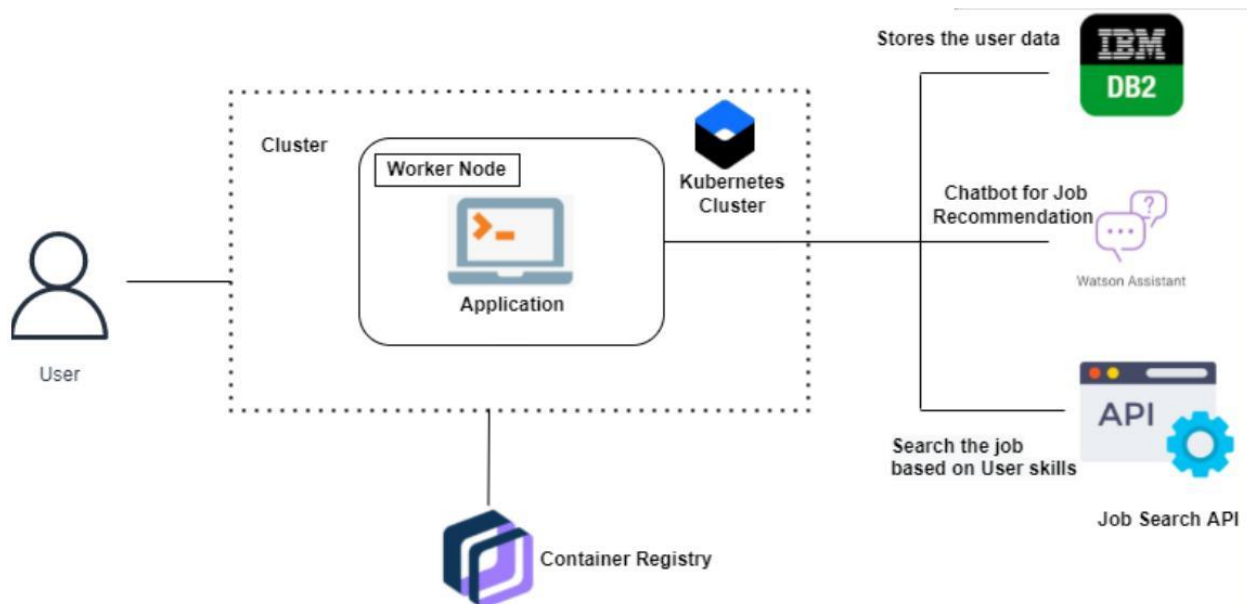 Stores the user data
IBM
DB2
Cluster
Worker Node
Kubernetes
Cluster
Application
Chatbot for Job
Recommendation
?
Watson Assistant
User
API
Search the job
based on User skills
Job Search API
Container Registry